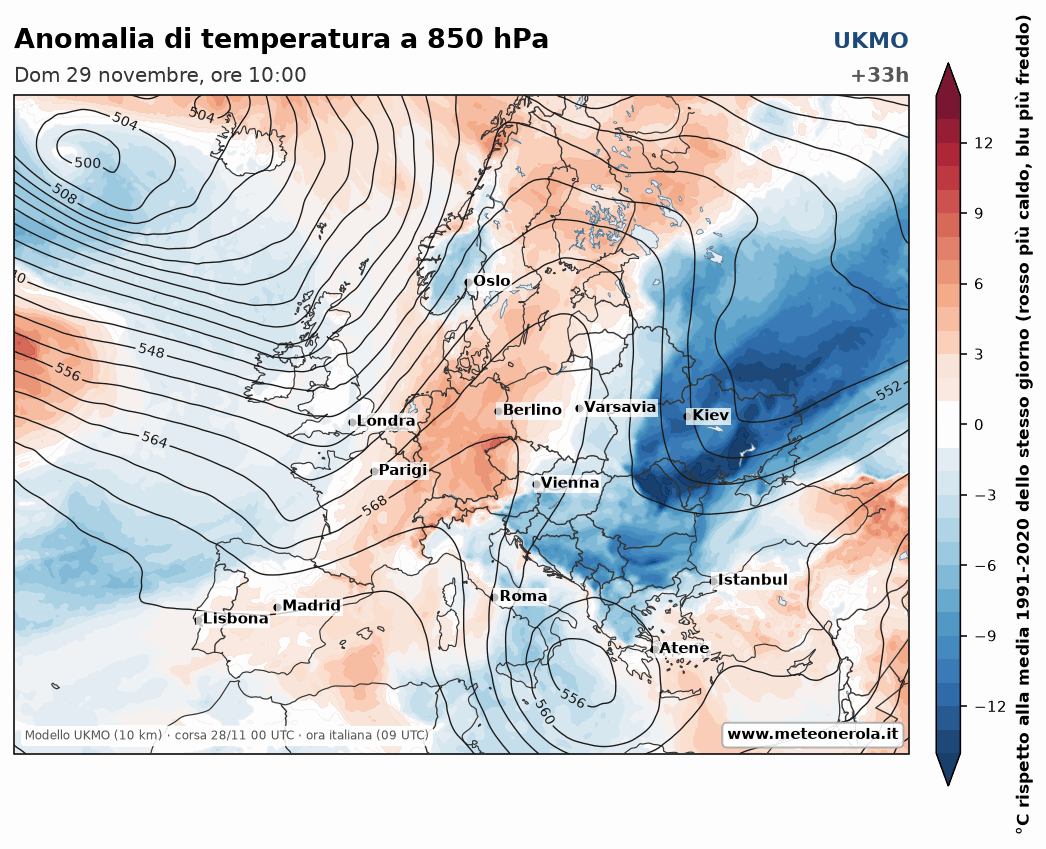 Anomalia di temperatura a 850 hPa
UKMO
Dom 29 novembre, ore 10:00
+33h
504
504
500
508
548
556
564
568
552
556
560
Oslo
Londra
Berlino
Varsavia
Kiev
Parigi
Vienna
Istanbul
Roma
Madrid
Lisbona
Atene
Modello UKMO (10 km) · corsa 28/11 00 UTC · ora italiana (09 UTC)
www.meteonerola.it
12
9
6
3
0
−3
−6
−9
−12
°C rispetto alla media 1991-2020 dello stesso giorno (rosso più caldo, blu più freddo)